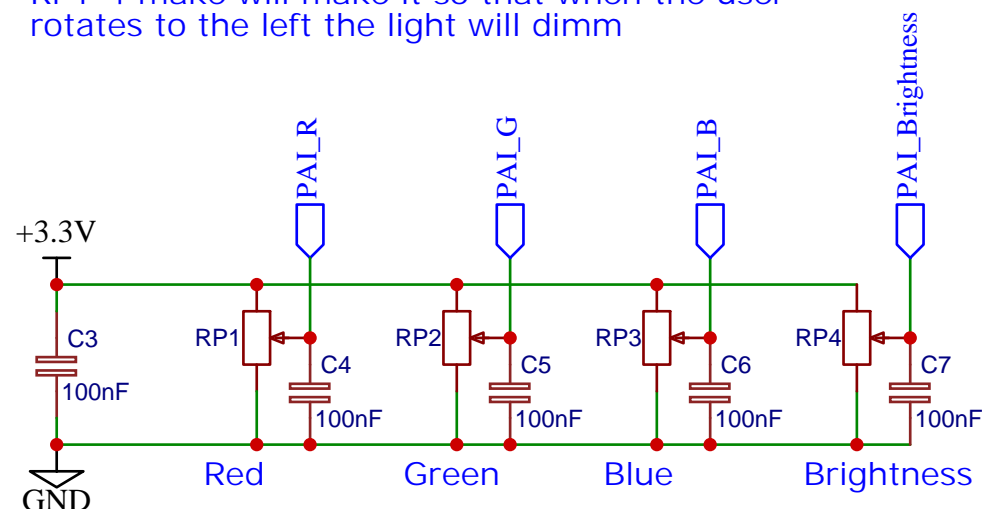 rotates to the left the light will dimm
PAI_R
PAI_G
PAI_B
PAI_Brightness
+3.3V
C3
100nF
RP1
C4
100nF
RP2
C5
100nF
RP3
C6
100nF
RP4
C7
100nF
Red
Green
Blue
Brightness
GND